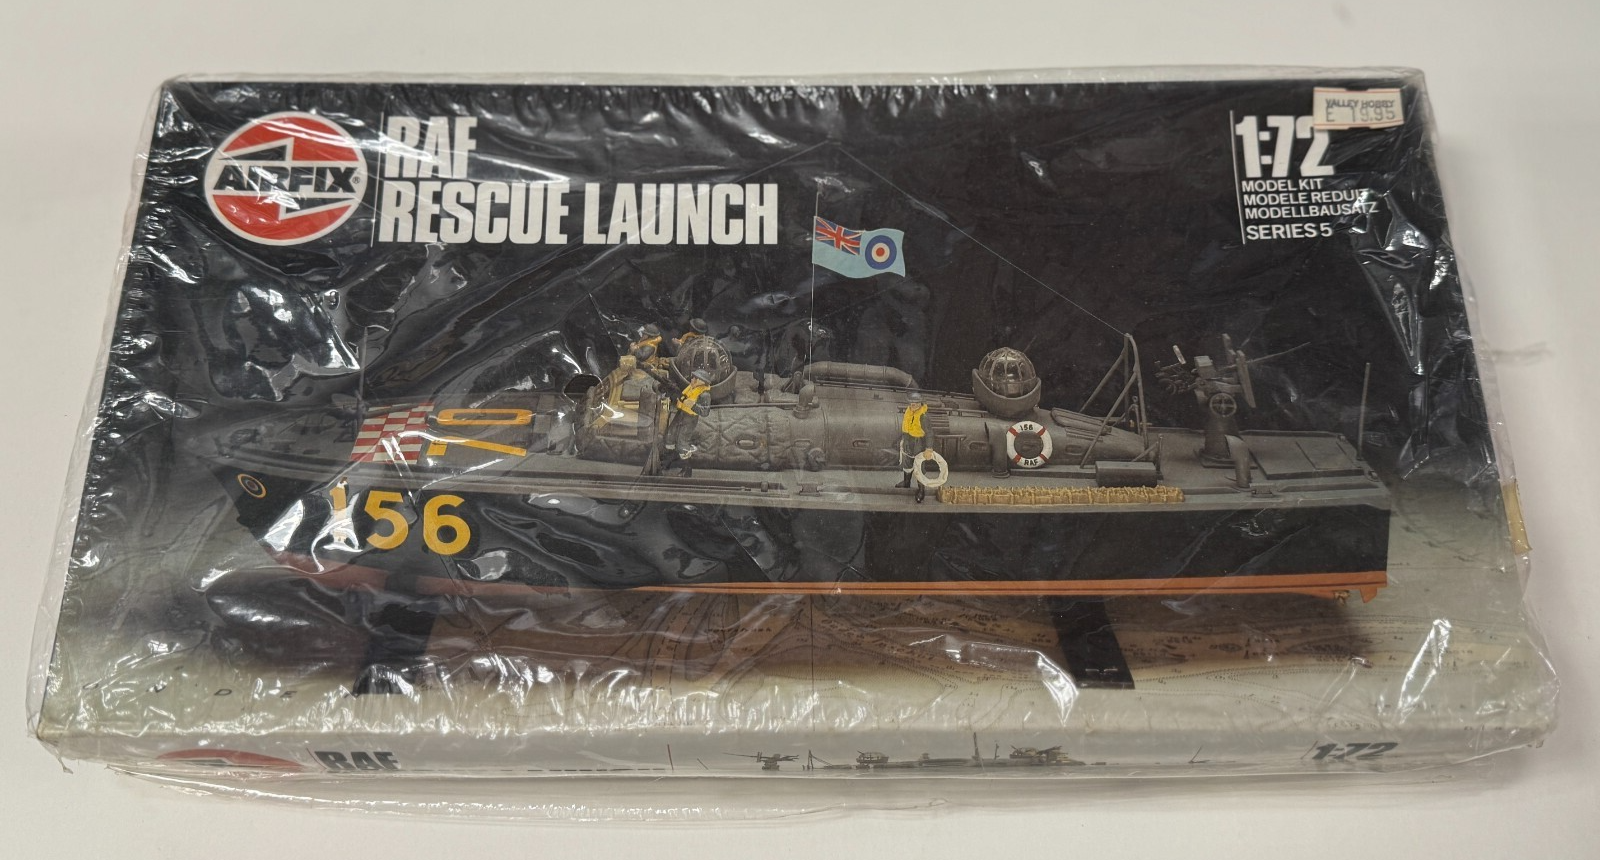 AIRFIX®
RAF
RESCUE LAUNCH
1:72
MODEL KIT
MODELE REDUIT
MODELLBAUSATZ
SERIES 5
VALLEY HOBBY
E 19.95
70
156
156
RAF
RAF
1:72